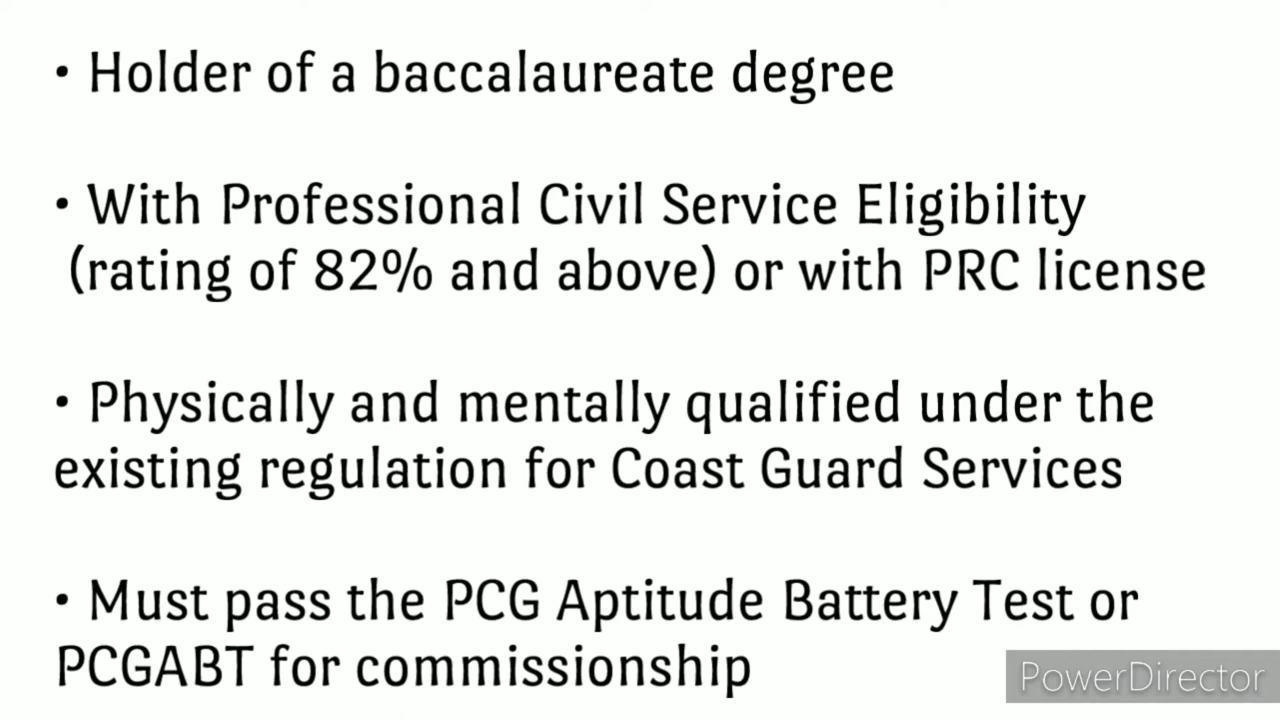 • Holder of a baccalaureate degree
• With Professional Civil Service Eligibility
(rating of 82% and above) or with PRC license
• Physically and mentally qualified under the
existing regulation for Coast Guard Services
• Must pass the PCG Aptitude Battery Test or
PCGABT for commissionship
PowerDirector